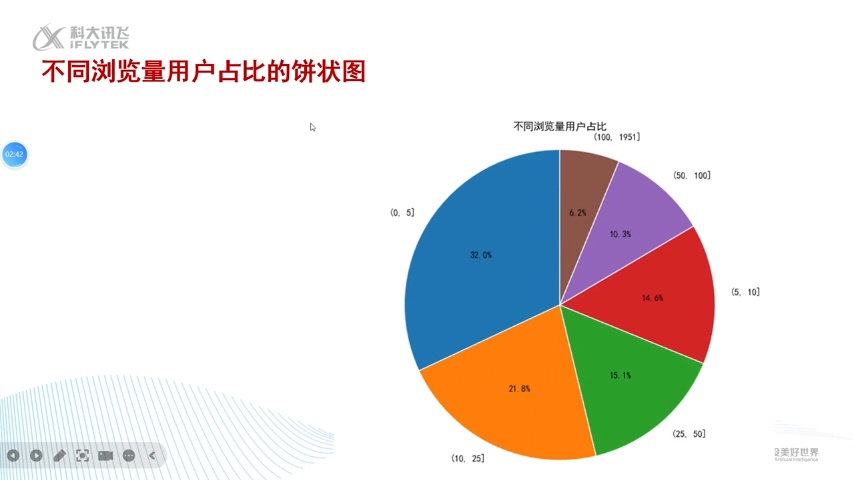 科大讯飞
iFLYTEK
不同浏览量用户占比的饼状图
不同浏览量用户占比
(100, 1951]
(50, 100]
6.2%
(0, 5]
10.3%
32.0%
14.6%
(5, 10]
15.1%
21.8%
(25, 50]
(10, 25]
02:42
美好世界
Artificial Intelligence